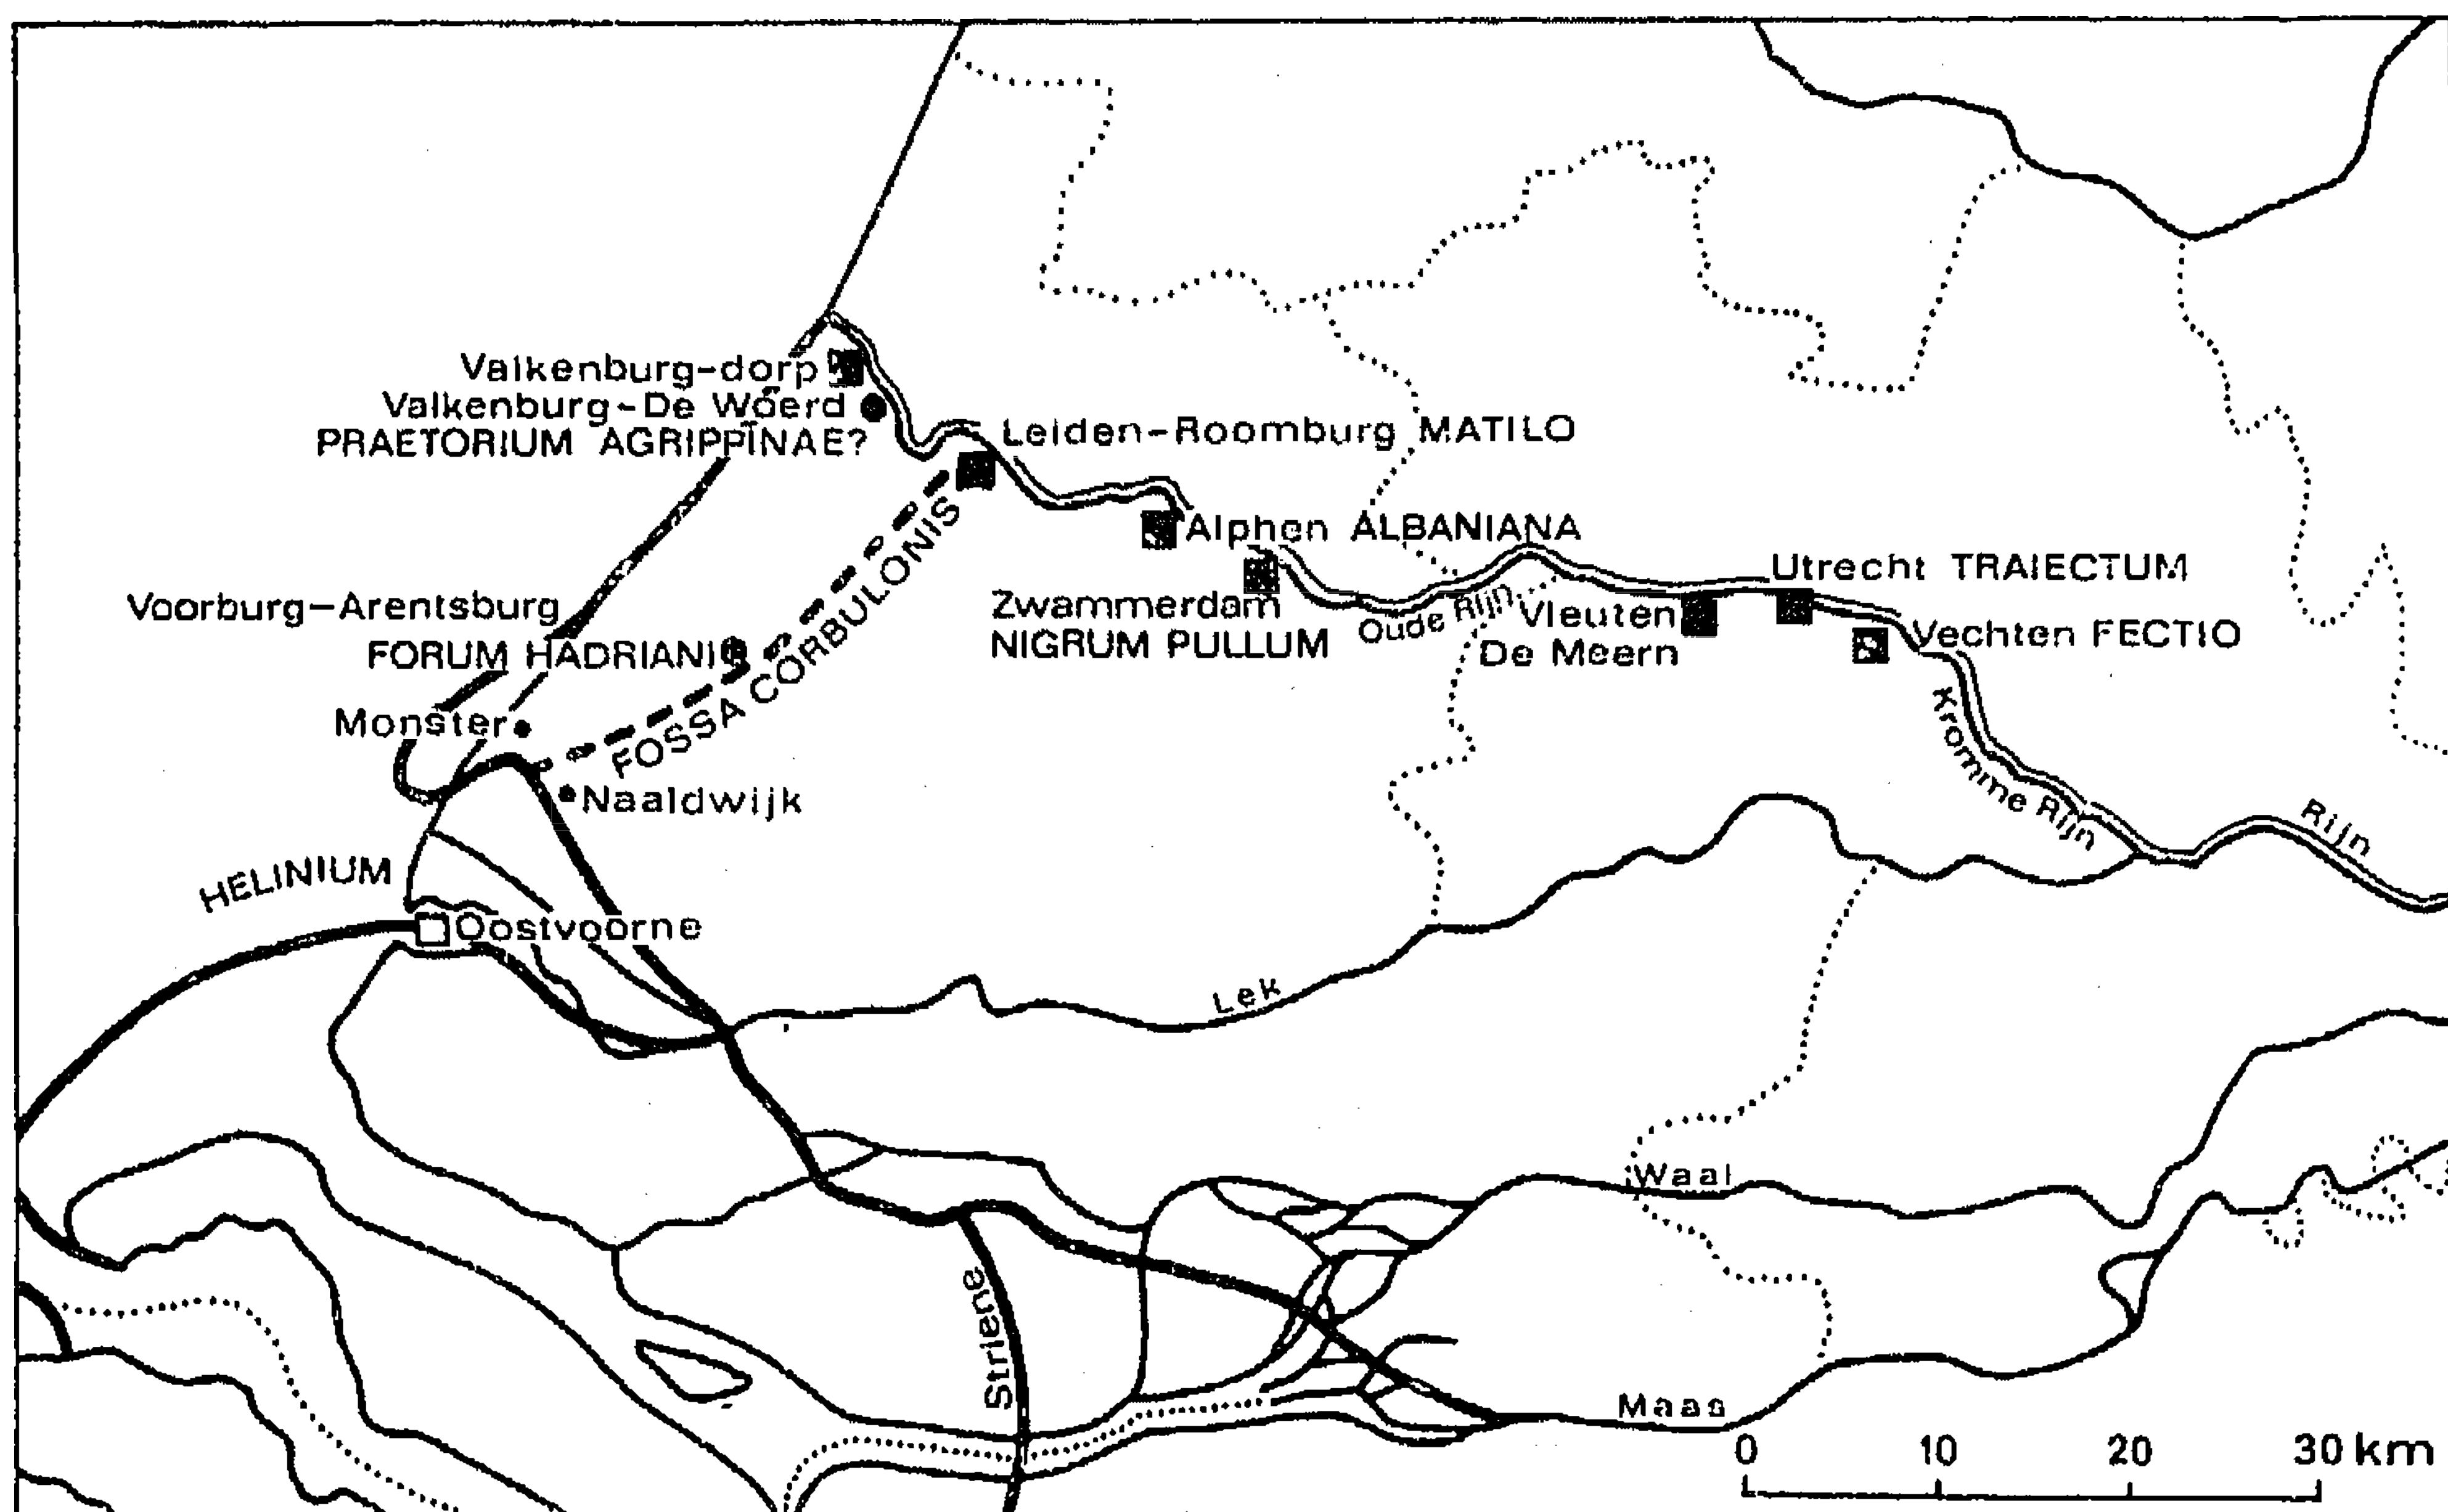 Valkenburg-dorp
Valkenburg-De Woerd
PRAETORIUM AGRIPPINAE?
Leiden-Roomburg MATILO
Alphen ALBANIANA
Zwammerdam
NIGRUM PULLUM
Oude Rijn
Vleuten
De Meern
Utrecht TRAIECTUM
Vechten FECTIO
Kromme Rijn
Rijn
Voorburg-Arentsburg
FORUM HADRIANI
FOSSA CORBULONIS
Monster
Naaldwijk
HELINIUM
Oostvoorne
Lek
Waal
Striene
Maas
0 10 20 30 km